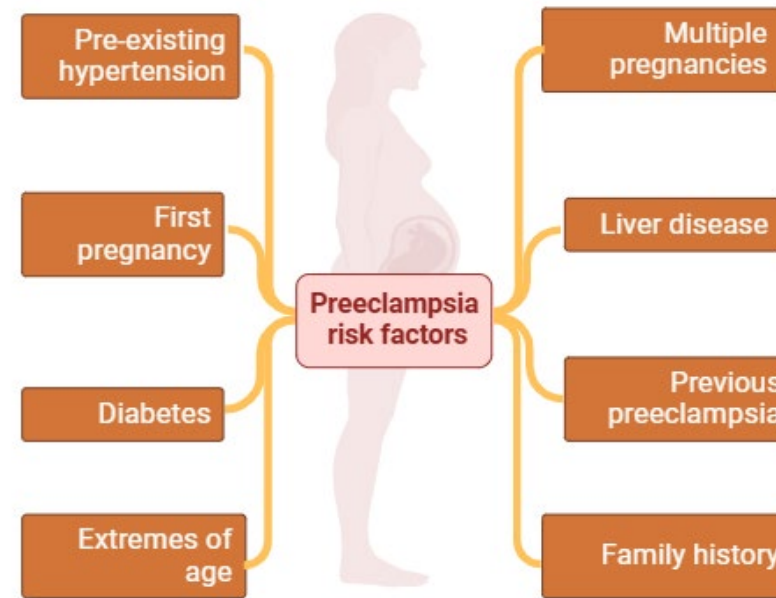 Pre-existing
hypertension
First
pregnancy
Diabetes
Extremes of
age
Preeclampsia
risk factors
Multiple
pregnancies
Liver disease
Previous
preeclampsia
Family history